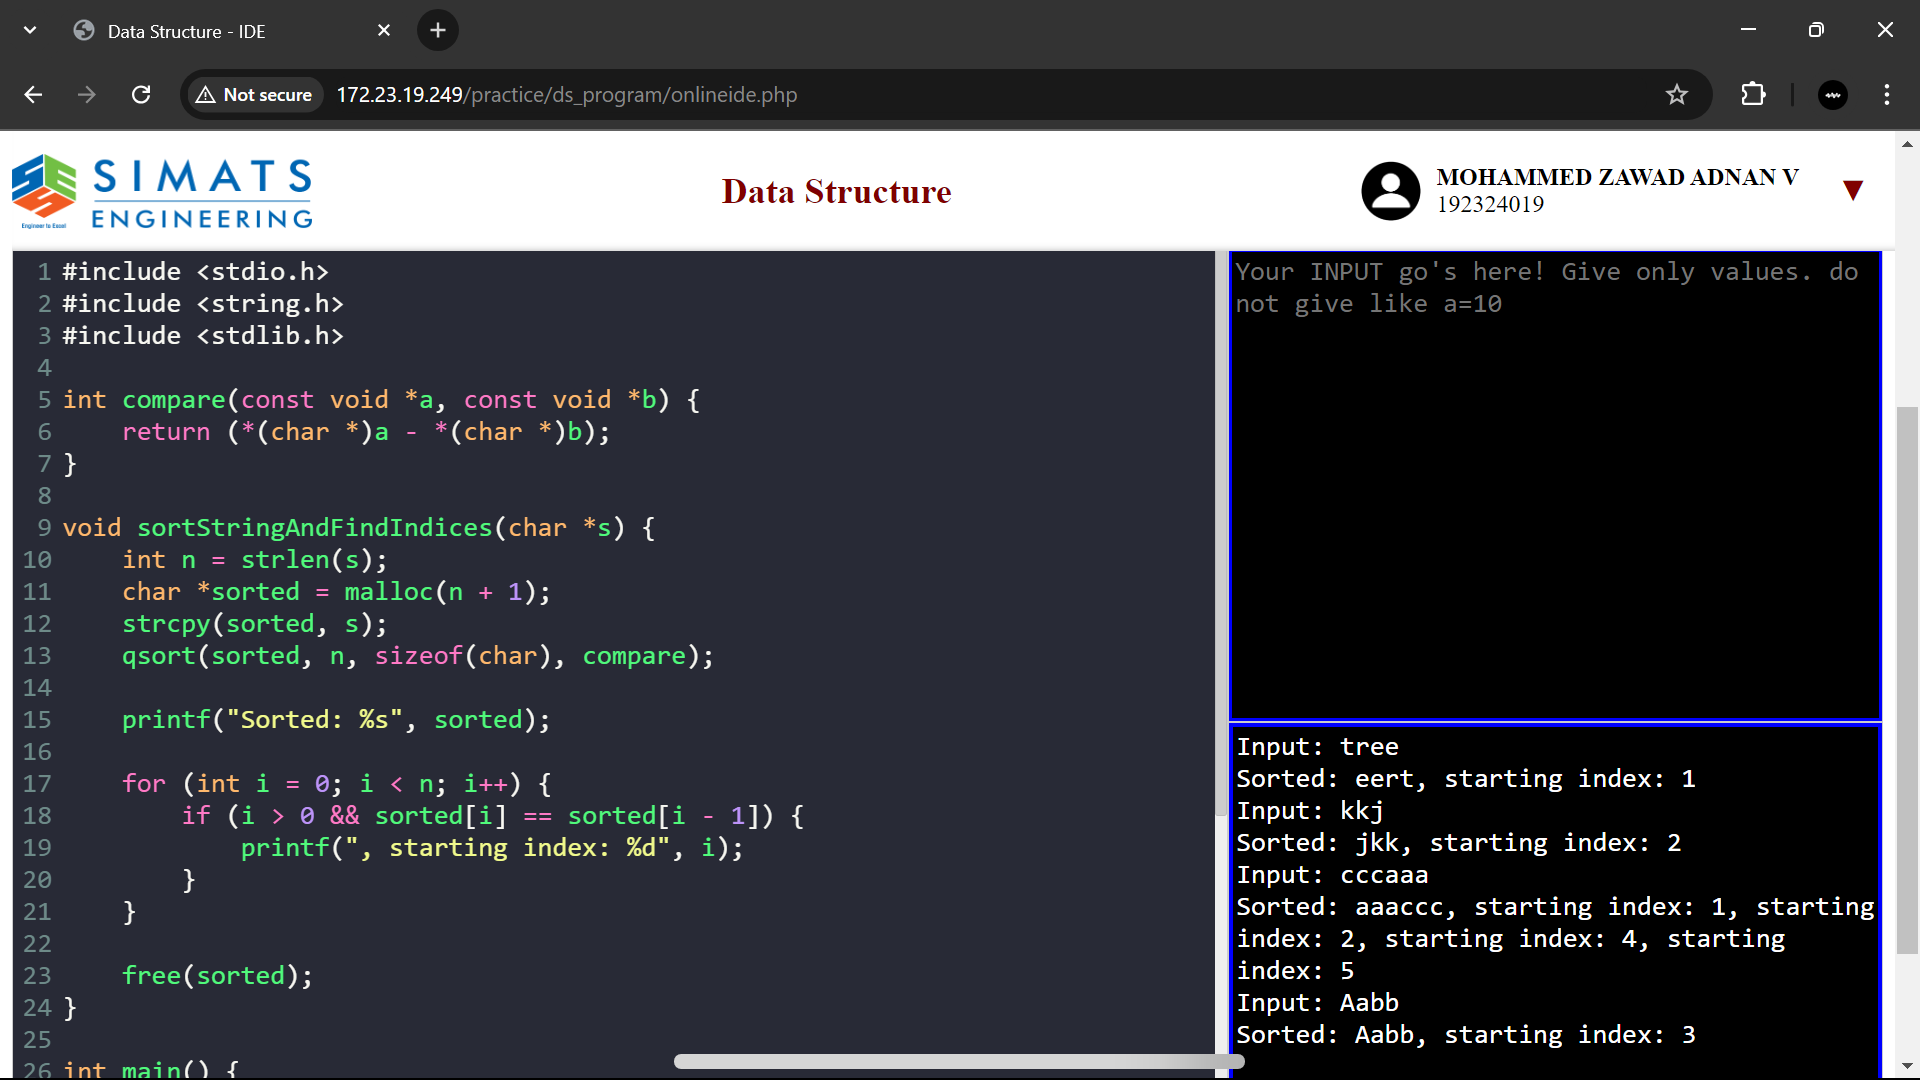 Data Structure - IDE
Not secure
172.23.19.249/practice/ds_program/onlineide.php
SIMATS
ENGINEERING
Engineer to Excel
Data Structure
MOHAMMED ZAWAD ADNAN V
192324019
1 #include <stdio.h>
2 #include <string.h>
3 #include <stdlib.h>
4
5 int compare(const void *a, const void *b) {
6     return (*(char *)a - *(char *)b);
7 }
8
9 void sortStringAndFindIndices(char *s) {
10     int n = strlen(s);
11     char *sorted = malloc(n + 1);
12     strcpy(sorted, s);
13     qsort(sorted, n, sizeof(char), compare);
14
15     printf("Sorted: %s", sorted);
16
17     for (int i = 0; i < n; i++) {
18         if (i > 0 && sorted[i] == sorted[i - 1]) {
19             printf(", starting index: %d", i);
20         }
21     }
22
23     free(sorted);
24 }
25
26 int main() {
Your INPUT go's here! Give only values. do
not give like a=10
Input: tree
Sorted: eert, starting index: 1
Input: kkj
Sorted: jkk, starting index: 2
Input: cccaaa
Sorted: aaaccc, starting index: 1, starting
index: 2, starting index: 4, starting
index: 5
Input: Aabb
Sorted: Aabb, starting index: 3